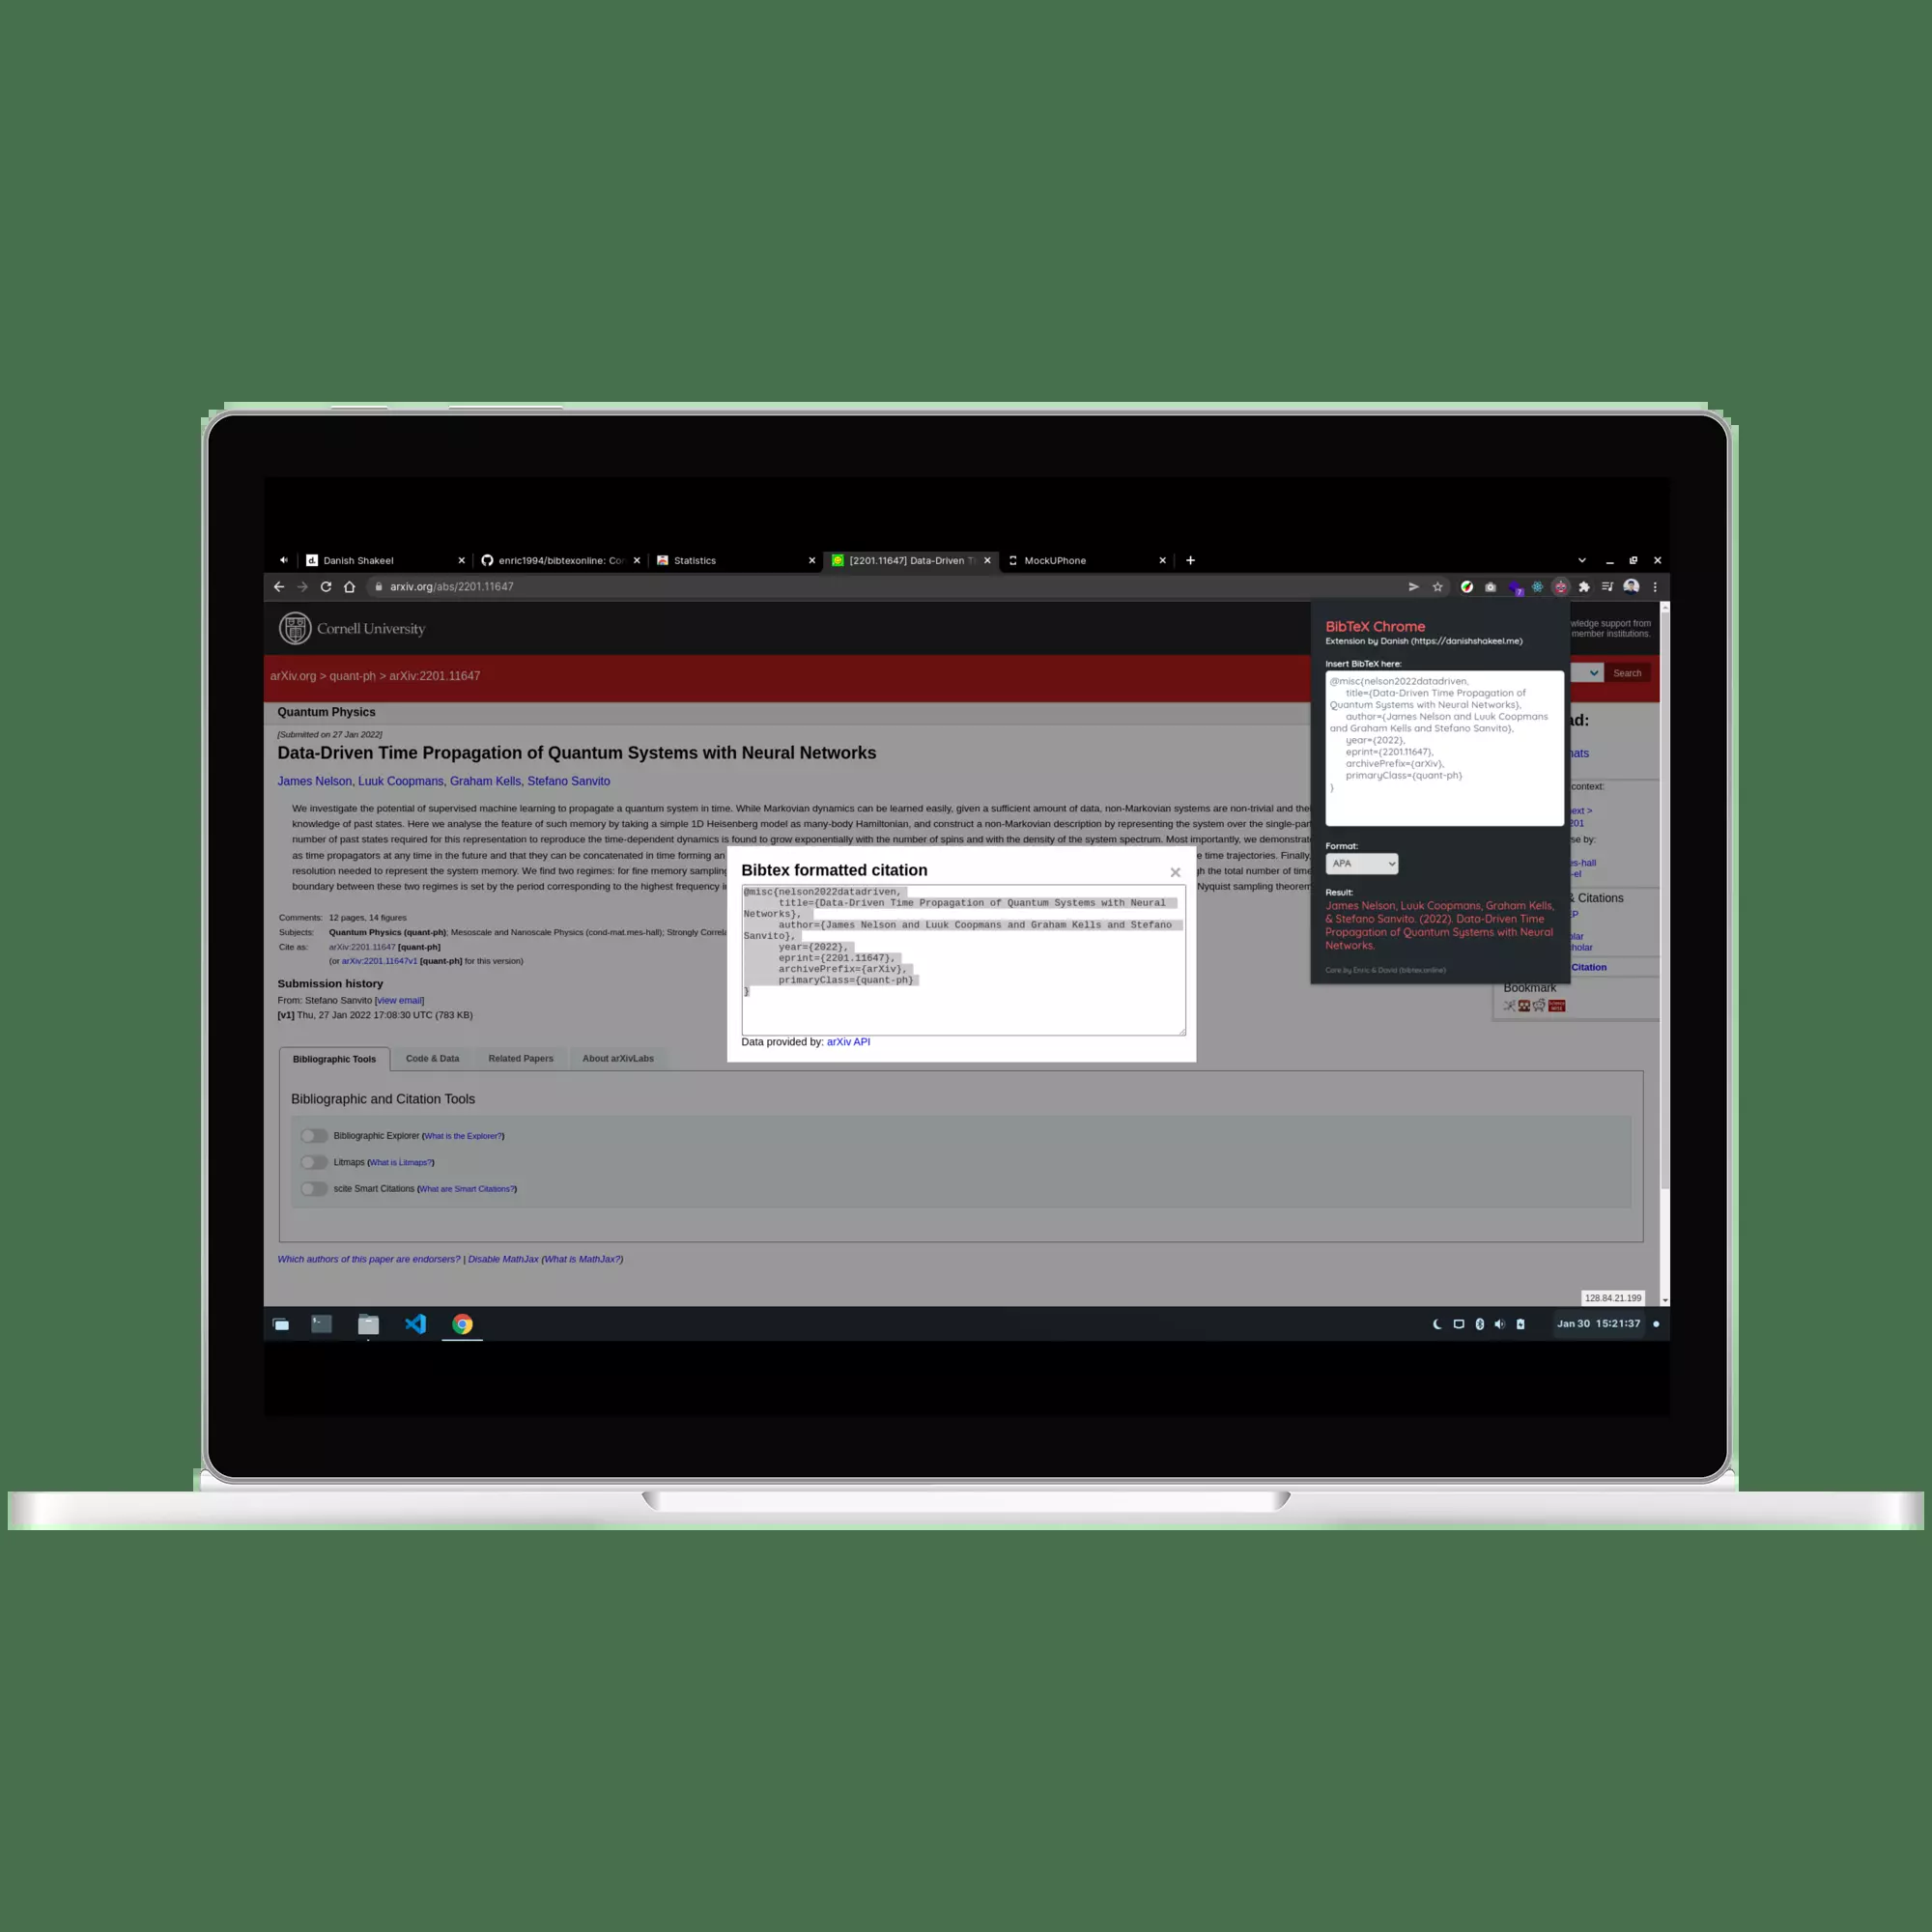 Danish Shakeel
enric1994/bibtexonline: Con
Statistics
[2201.11647] Data-Driven Ti
MockUPhone
arxiv.org/abs/2201.11647
7
Cornell University
wledge support from
member institutions.
arXiv.org > quant-ph > arXiv:2201.11647
Search
Quantum Physics
[Submitted on 27 Jan 2022]
Data-Driven Time Propagation of Quantum Systems with Neural Networks
James Nelson, Luuk Coopmans, Graham Kells, Stefano Sanvito
We investigate the potential of supervised machine learning to propagate a quantum system in time. While Markovian dynamics can be learned easily, given a sufficient amount of data, non-Markovian systems are non-trivial and the
knowledge of past states. Here we analyse the feature of such memory by taking a simple 1D Heisenberg model as many-body Hamiltonian, and construct a non-Markovian description by representing the system over the single-par
number of past states required for this representation to reproduce the time-dependent dynamics is found to grow exponentially with the number of spins and with the density of the system spectrum. Most importantly, we demonstrat
as time propagators at any time in the future and that they can be concatenated in time forming an
e time trajectories. Finally,
resolution needed to represent the system memory. We find two regimes: for fine memory sampling
gh the total number of time
boundary between these two regimes is set by the period corresponding to the highest frequency i
Nyquist sampling theorem
Comments: 12 pages, 14 figures
Subjects: Quantum Physics (quant-ph); Mesoscale and Nanoscale Physics (cond-mat.mes-hall); Strongly Correla
Cite as: arXiv:2201.11647 [quant-ph]
(or arXiv:2201.11647v1 [quant-ph] for this version)
Submission history
From: Stefano Sanvito [view email]
[v1] Thu, 27 Jan 2022 17:08:30 UTC (783 KB)
Bibtex formatted citation
×
@misc{nelson2022datadriven,
title={Data-Driven Time Propagation of Quantum Systems with Neural
Networks},
author={James Nelson and Luuk Coopmans and Graham Kells and Stefano
Sanvito},
year={2022},
eprint={2201.11647},
archivePrefix={arXiv},
primaryClass={quant-ph}
}
Data provided by: arXiv API
BibTeX Chrome
Extension by Danish (https://danishshakeel.me)
Insert BibTeX here:
@misc{nelson2022datadriven,
title={Data-Driven Time Propagation of
Quantum Systems with Neural Networks},
author={James Nelson and Luuk Coopmans
and Graham Kells and Stefano Sanvito},
year={2022},
eprint={2201.11647},
archivePrefix={arXiv},
primaryClass={quant-ph}
}
Format:
APA
Result:
James Nelson, Luuk Coopmans, Graham Kells,
& Stefano Sanvito. (2022). Data-Driven Time
Propagation of Quantum Systems with Neural
Networks.
Core by Enric & David (bibtex.online)
ad:
nats
context:
ext >
201
se by:
es-hall
-el
& Citations
P
lar
holar
Citation
Bookmark
Bibliographic Tools
Code & Data
Related Papers
About arXivLabs
Bibliographic and Citation Tools
Bibliographic Explorer (What is the Explorer?)
Litmaps (What is Litmaps?)
scite Smart Citations (What are Smart Citations?)
Which authors of this paper are endorsers? | Disable MathJax (What is MathJax?)
128.84.21.199
Jan 30 15:21:37